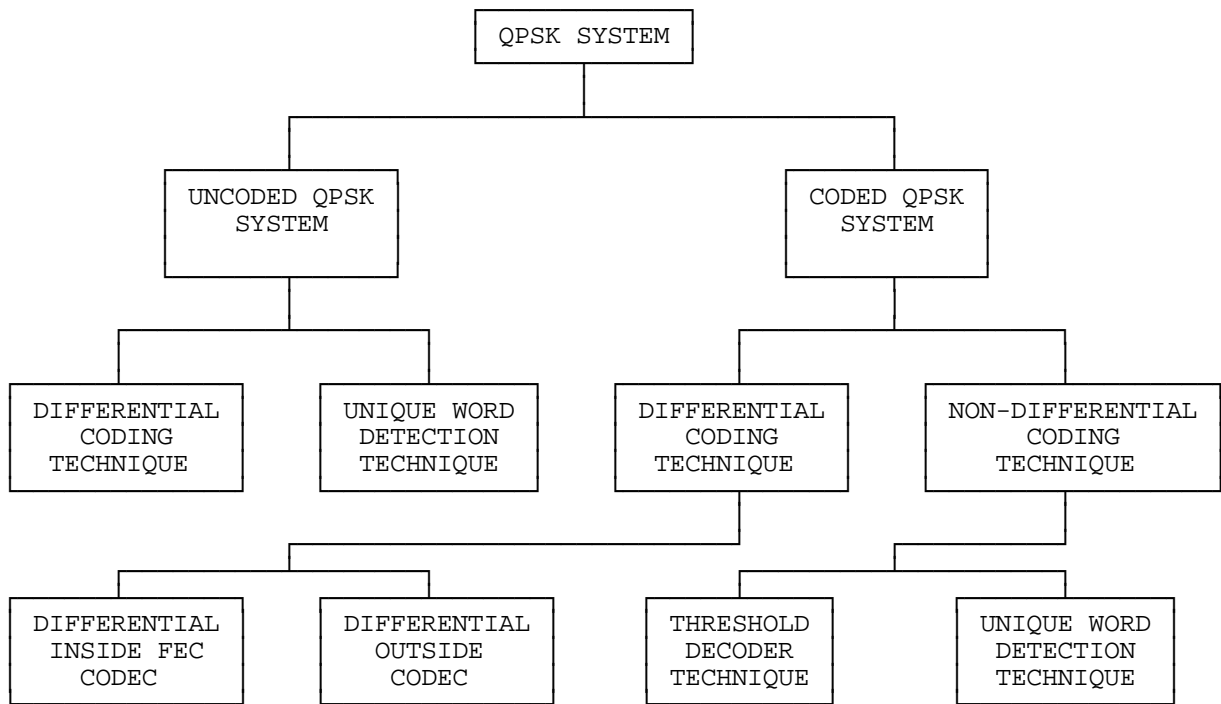 QPSK SYSTEM
UNCODED QPSK
SYSTEM
CODED QPSK
SYSTEM
DIFFERENTIAL
CODING
TECHNIQUE
UNIQUE WORD
DETECTION
TECHNIQUE
DIFFERENTIAL
CODING
TECHNIQUE
NON-DIFFERENTIAL
CODING
TECHNIQUE
DIFFERENTIAL
INSIDE FEC
CODEC
DIFFERENTIAL
OUTSIDE
CODEC
THRESHOLD
DECODER
TECHNIQUE
UNIQUE WORD
DETECTION
TECHNIQUE